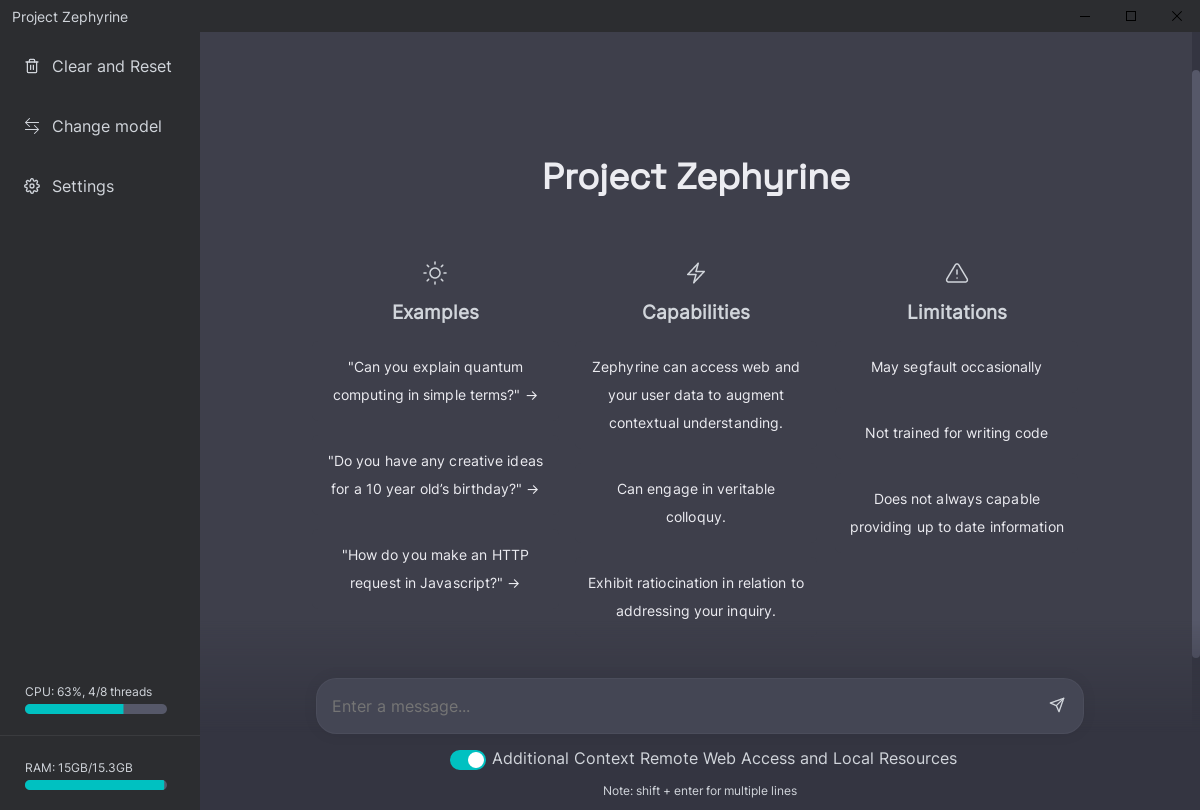 Project Zephyrine
Clear and Reset
Change model
Settings
CPU: 63%, 4/8 threads
RAM: 15GB/15.3GB
Project Zephyrine
Examples
"Can you explain quantum
computing in simple terms?" →
"Do you have any creative ideas
for a 10 year old’s birthday?" →
"How do you make an HTTP
request in Javascript?" →
Capabilities
Zephyrine can access web and
your user data to augment
contextual understanding.
Can engage in veritable
colloquy.
Exhibit ratiocination in relation to
addressing your inquiry.
Limitations
May segfault occasionally
Not trained for writing code
Does not always capable
providing up to date information
Enter a message...
Additional Context Remote Web Access and Local Resources
Note: shift + enter for multiple lines